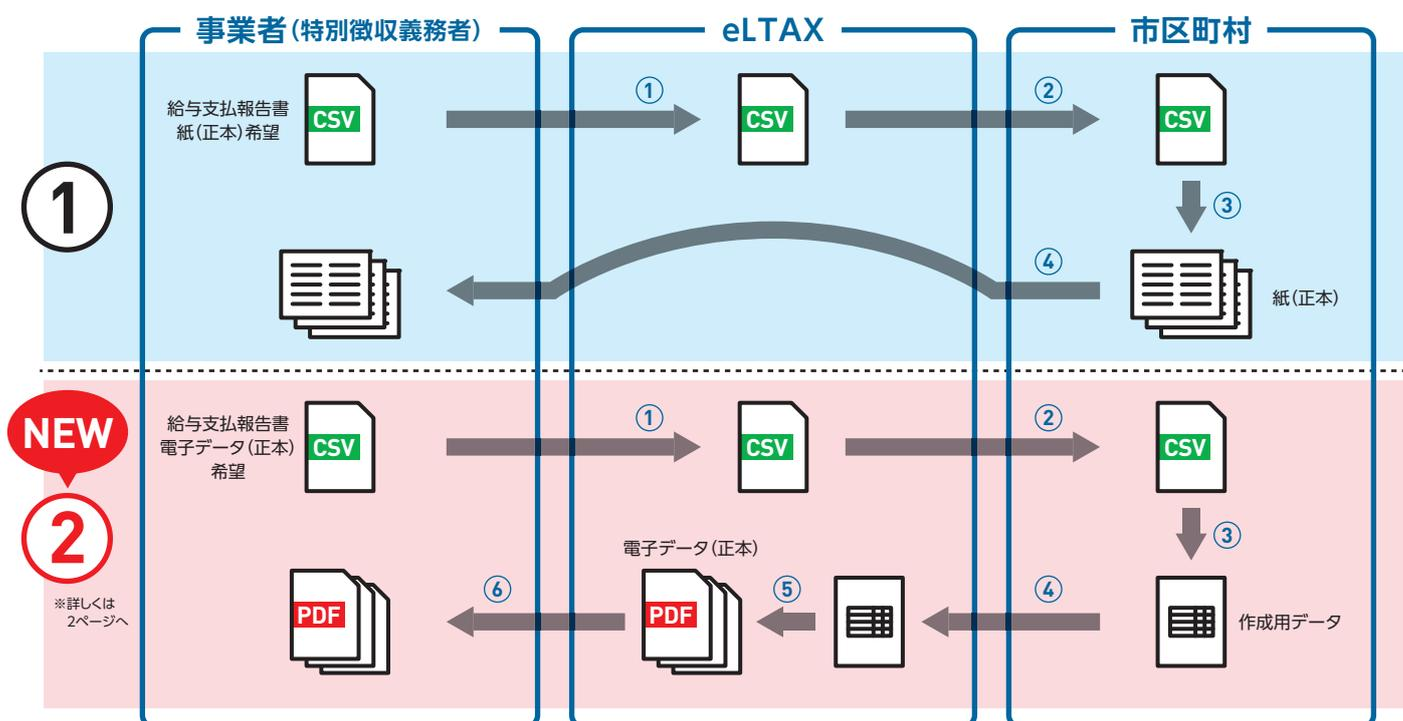 事業者(特別徴収義務者)
eLTAX
市区町村
給与支払報告書
紙(正本)希望
CSV
①
CSV
②
CSV
③
1
④
紙(正本)
NEW
給与支払報告書
電子データ(正本)
希望
CSV
①
CSV
②
CSV
③
2
※詳しくは
2ページへ
電子データ(正本)
PDF
⑥
PDF
⑤
④
作成用データ